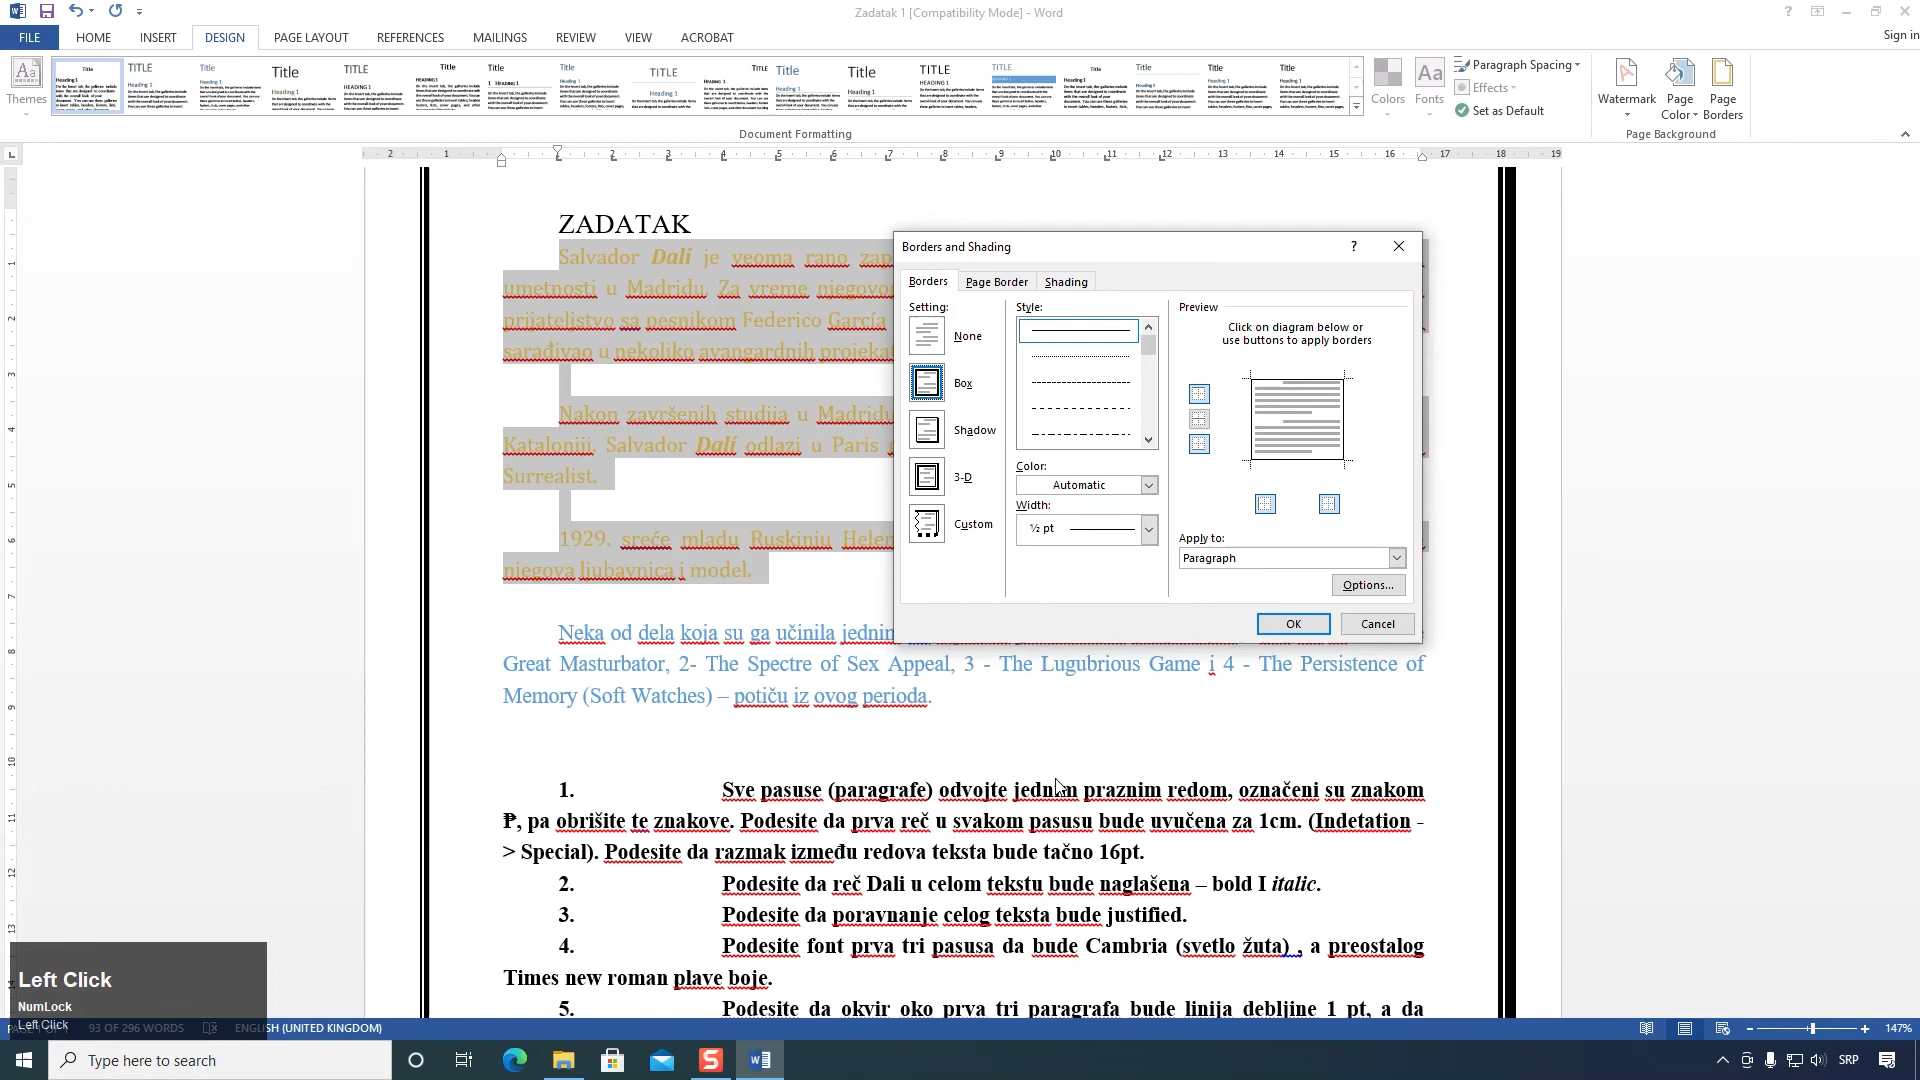 Zadatak 1 [Compatibility Mode] - Word
FILE HOME INSERT DESIGN PAGE LAYOUT REFERENCES MAILINGS REVIEW VIEW ACROBAT
Sign in
Themes
Colors
Fonts
Paragraph Spacing
Effects
Set as Default
Watermark
Page Color
Page Borders
Document Formatting
Page Background
ZADATAK
Salvador Dali je veoma rano
umetnosti u Madridu. Za vreme
prijateljstvo sa pesnikom Federico García
sarađivao u nekoliko avangardnih
Nakon završenih studija u Madridu
Kataloniji, Salvador Dalí odlazi u Paris
Surrealist.
1929. sreće mladu Ruskinju
njegova ljubavnica i model.
Neka od dela koja su ga učinila
Great Masturbator, 2- The Spectre of Sex Appeal, 3 - The Lugubrious Game i 4 - The Persistence of
Memory (Soft Watches) – potiču iz ovog perioda.
1. Sve pasuse (paragrafe) odvojte jednim praznim redom, označeni su znakom
₱, pa obrišite te znakove. Podesite da prva reč u svakom pasusu bude uvučena za 1cm. (Indetation -
> Special). Podesite da razmak između redova teksta bude tačno 16pt.
2. Podesite da reč Dali u celom tekstu bude naglašena – bold I italic.
3. Podesite da poravnanje celog teksta bude justified.
4. Podesite font prva tri pasusa da bude Cambria (svetlo žuta) , a preostalog
Times new roman plave boje.
5. Podesite da okvir oko prva tri paragrafa bude linija debljine 1 pt, a da
Borders and Shading
Borders Page Border Shading
Setting:
None
Box
Shadow
3-D
Custom
Style:
Color:
Automatic
Width:
½ pt
Preview
Click on diagram below or
use buttons to apply borders
Apply to:
Paragraph
Options...
OK Cancel
Left Click
NumLock
Left Click
93 OF 296 WORDS
ENGLISH (UNITED KINGDOM)
147%
Type here to search
SRP